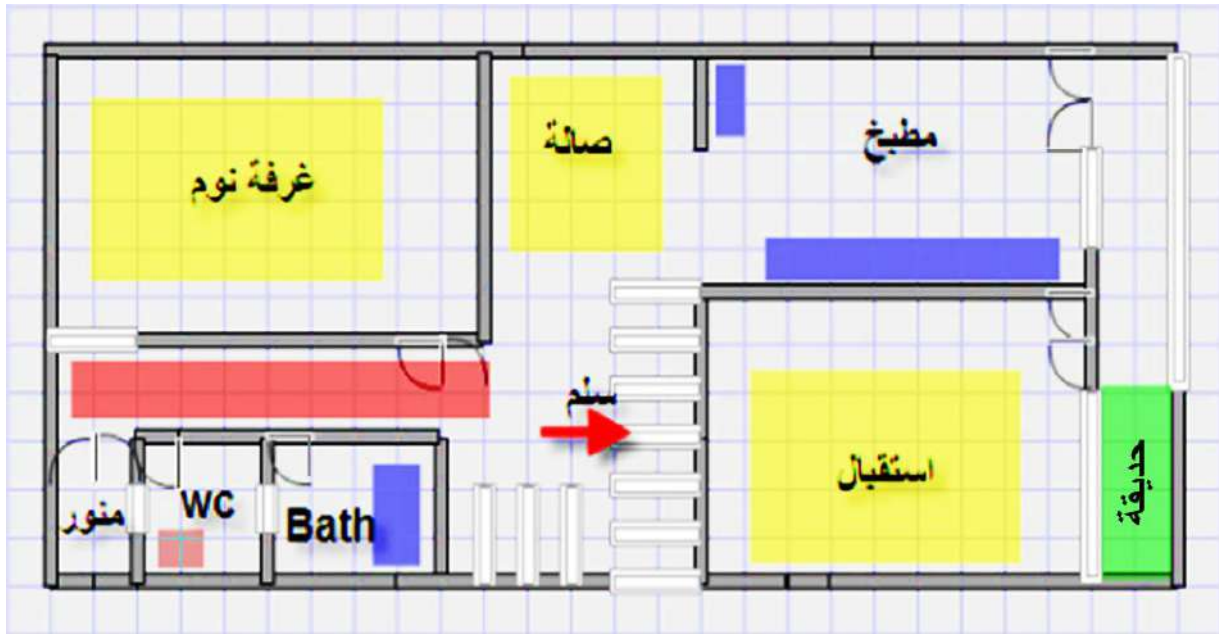 مطبخ
صالة
غرفة نوم
سلم
استقبال
حديقة
منور
WC
Bath